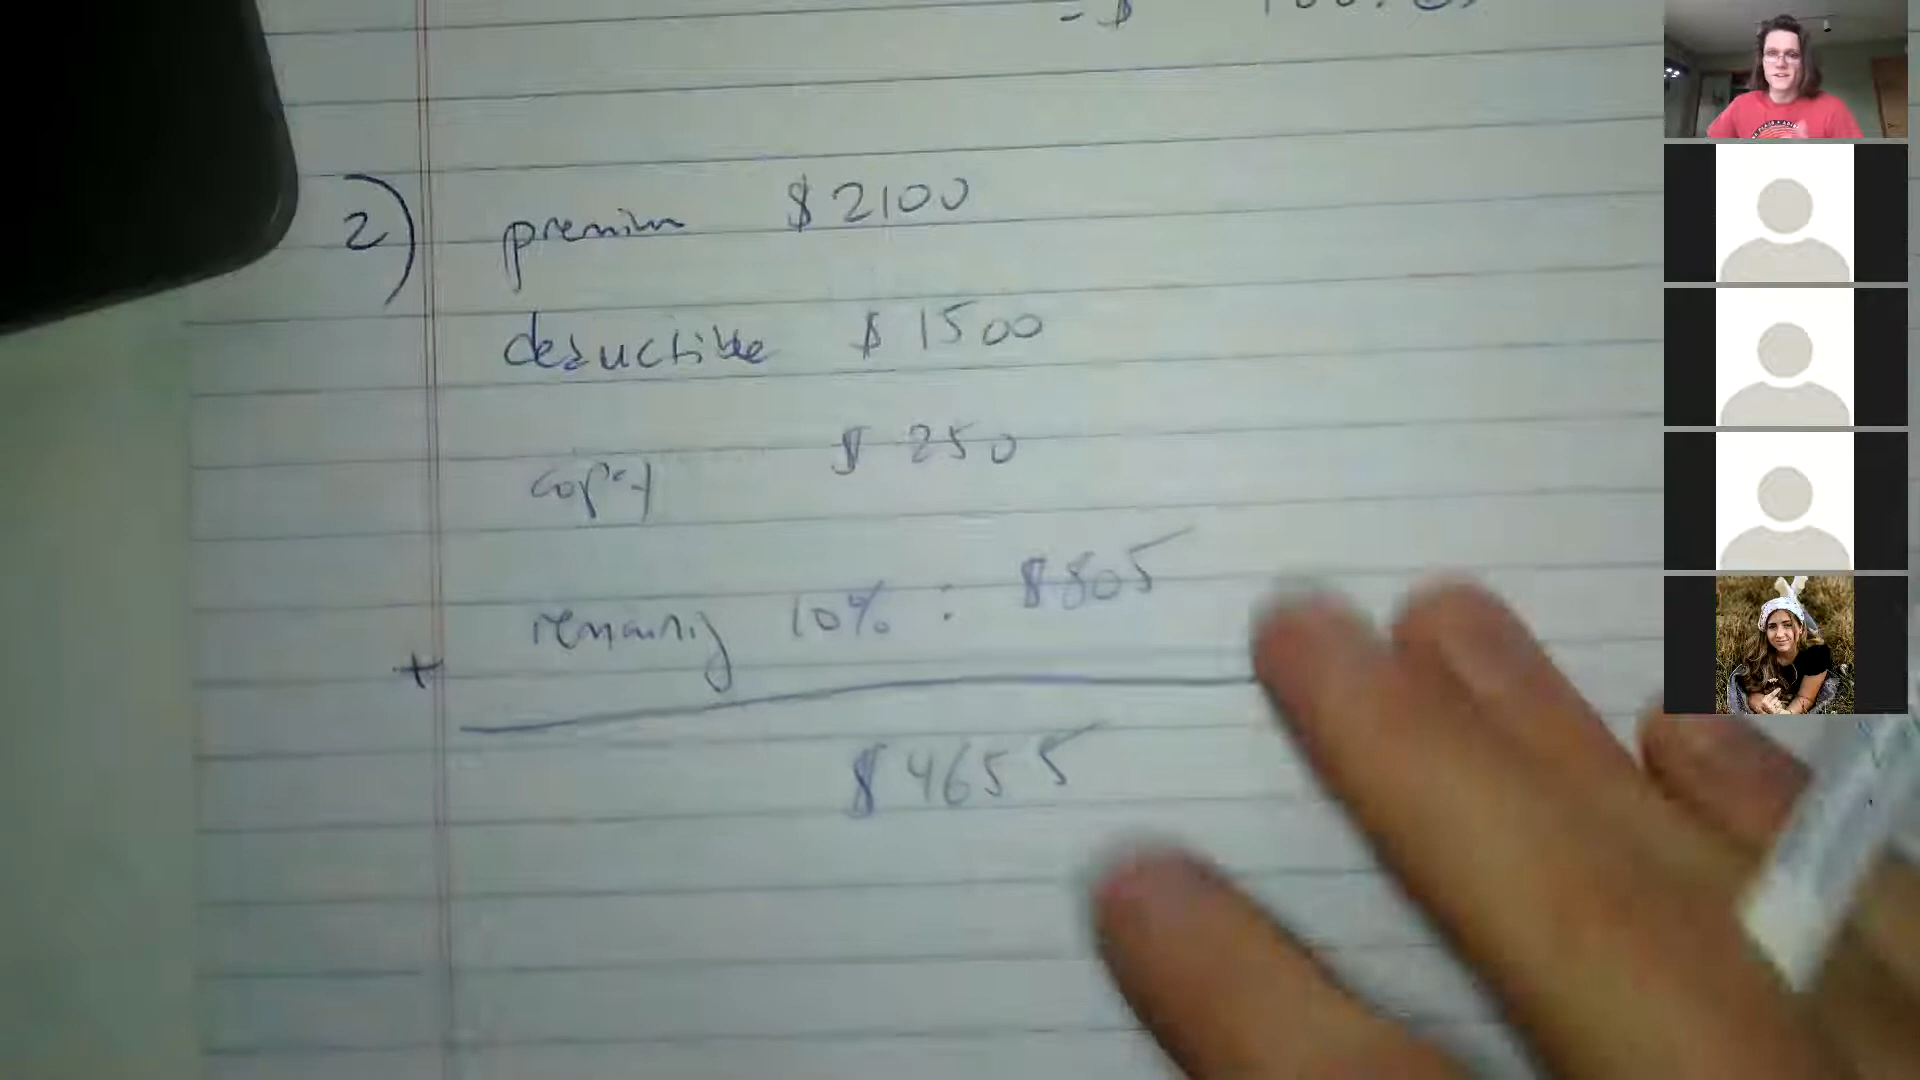 = $
2) premium $ 2100
deductible $ 1500
copay $ 250
remaining 10% : $805
+
$ 4655